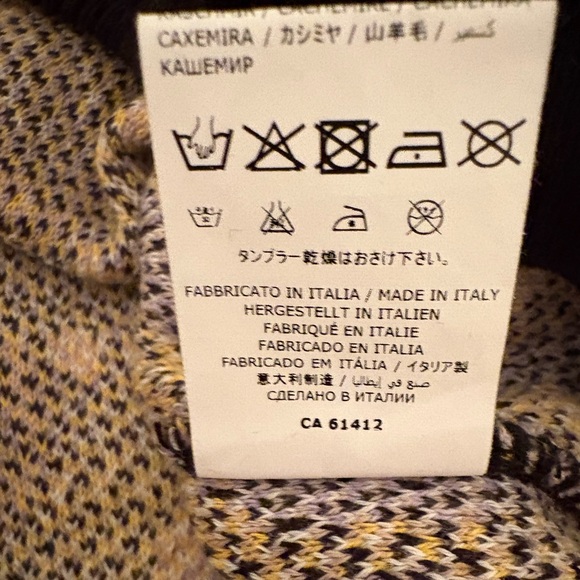 KASCHMIR / CACHEMIRE / CACHEMIRA
CAXEMIRA / カシミヤ / 山羊毛 / كشمير
КАШЕМИР
タンブラー乾燥はおさけ下さい。
FABBRICATO IN ITALIA / MADE IN ITALY
HERGESTELLT IN ITALIEN
FABRIQUÉ EN ITALIE
FABRICADO EN ITALIA
FABRICADO EM ITÁLIA / イタリア製
意大利制造 / صنع في إيطاليا
СДЕЛАНО В ИТАЛИИ
CA 61412